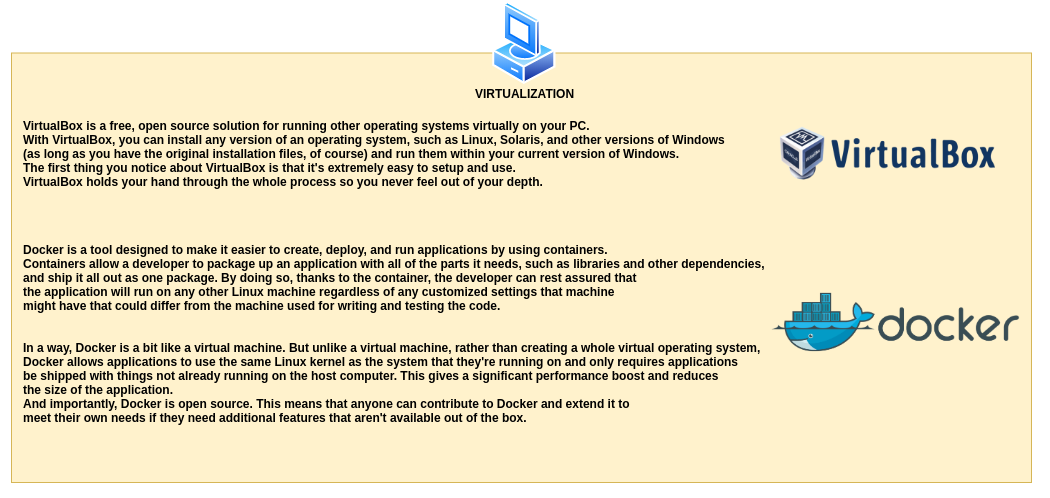 VIRTUALIZATION
VirtualBox is a free, open source solution for running other operating systems virtually on your PC.
With VirtualBox, you can install any version of an operating system, such as Linux, Solaris, and other versions of Windows
(as long as you have the original installation files, of course) and run them within your current version of Windows.
The first thing you notice about VirtualBox is that it's extremely easy to setup and use.
VirtualBox holds your hand through the whole process so you never feel out of your depth.
VirtualBox
Docker is a tool designed to make it easier to create, deploy, and run applications by using containers.
Containers allow a developer to package up an application with all of the parts it needs, such as libraries and other dependencies,
and ship it all out as one package. By doing so, thanks to the container, the developer can rest assured that
the application will run on any other Linux machine regardless of any customized settings that machine
might have that could differ from the machine used for writing and testing the code.
docker
In a way, Docker is a bit like a virtual machine. But unlike a virtual machine, rather than creating a whole virtual operating system,
Docker allows applications to use the same Linux kernel as the system that they're running on and only requires applications
be shipped with things not already running on the host computer. This gives a significant performance boost and reduces
the size of the application.
And importantly, Docker is open source. This means that anyone can contribute to Docker and extend it to
meet their own needs if they need additional features that aren't available out of the box.